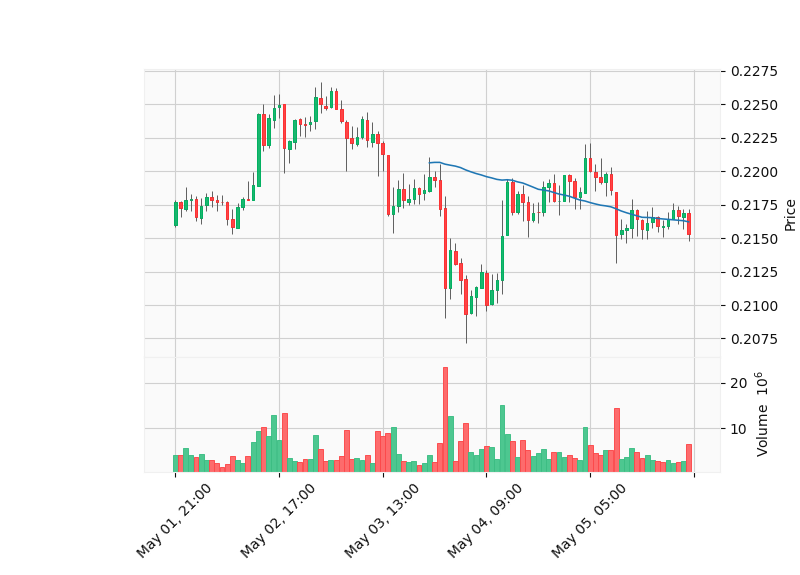 0.2275
0.2250
0.2225
0.2200
0.2175
0.2150
0.2125
0.2100
0.2075
Price
20
10
Volume 10⁶
May 01, 21:00
May 02, 17:00
May 03, 13:00
May 04, 09:00
May 05, 05:00